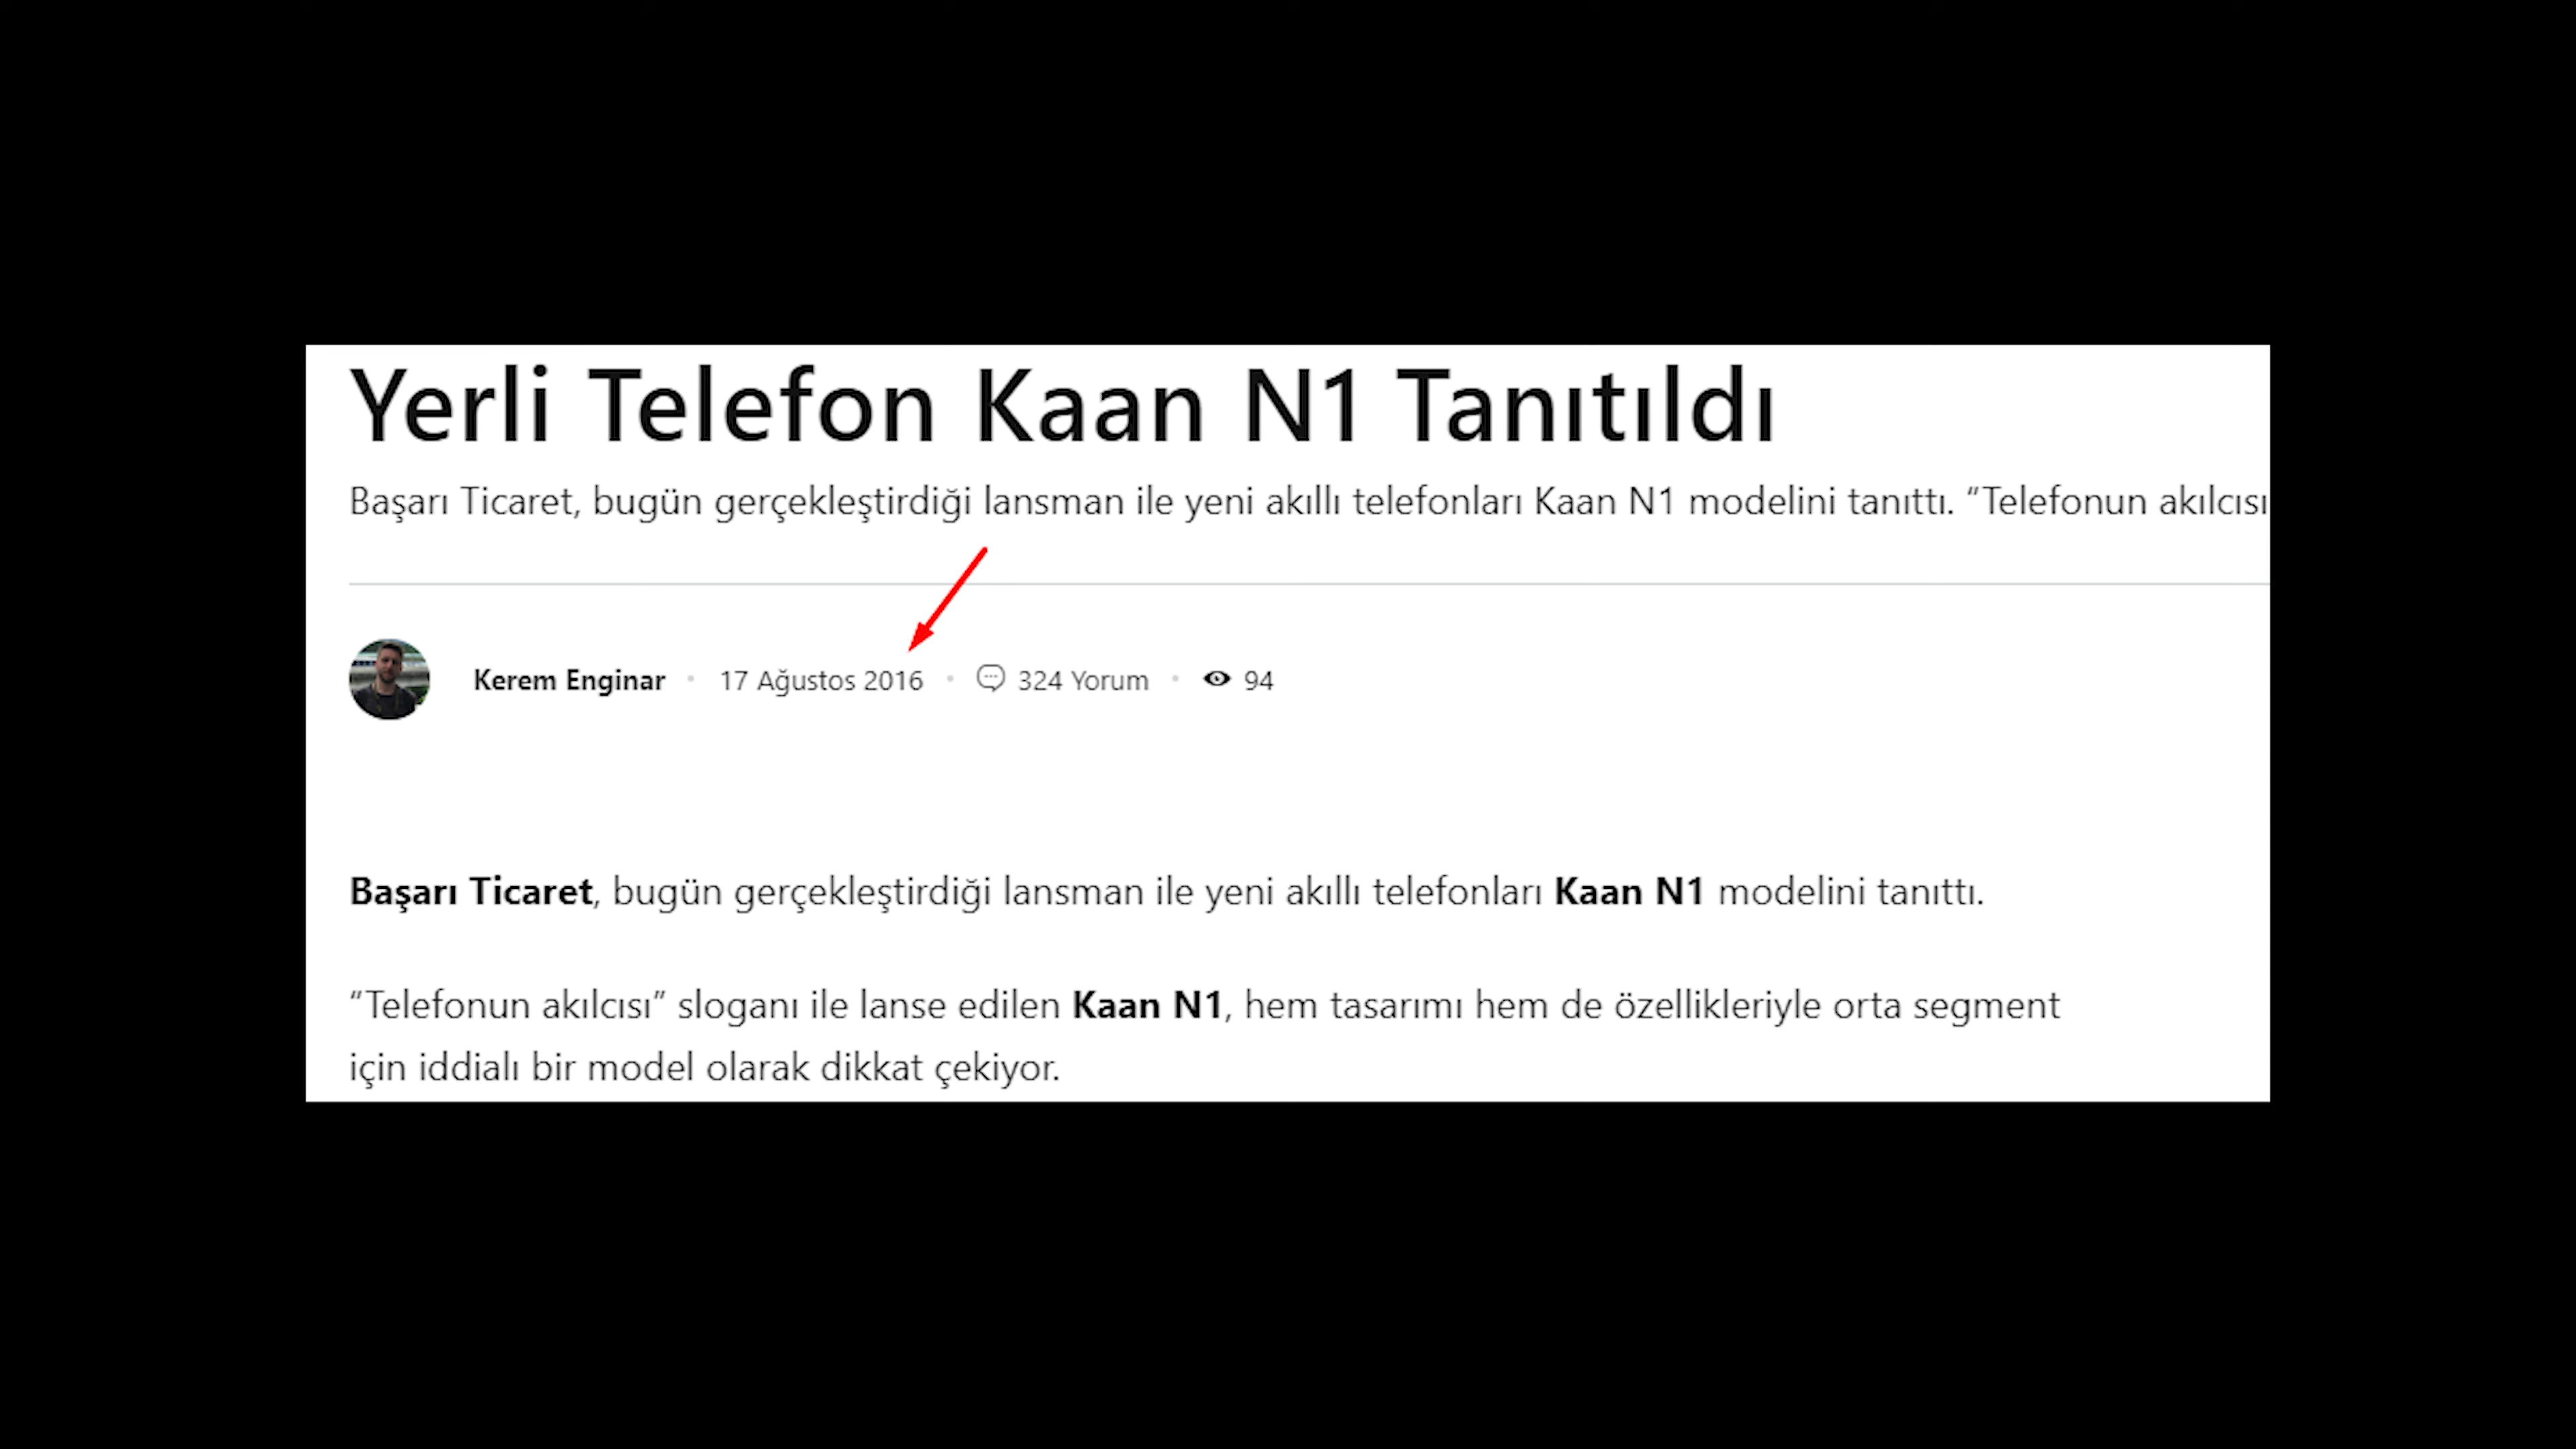 Yerli Telefon Kaan N1 Tanıtıldı
Başarı Ticaret, bugün gerçekleştirdiği lansman ile yeni akıllı telefonları Kaan N1 modelini tanıttı. “Telefonun akılcısı
Kerem Enginar • 17 Ağustos 2016 • 324 Yorum • 94
Başarı Ticaret, bugün gerçekleştirdiği lansman ile yeni akıllı telefonları Kaan N1 modelini tanıttı.
“Telefonun akılcısı” sloganı ile lanse edilen Kaan N1, hem tasarımı hem de özellikleriyle orta segment
için iddialı bir model olarak dikkat çekiyor.